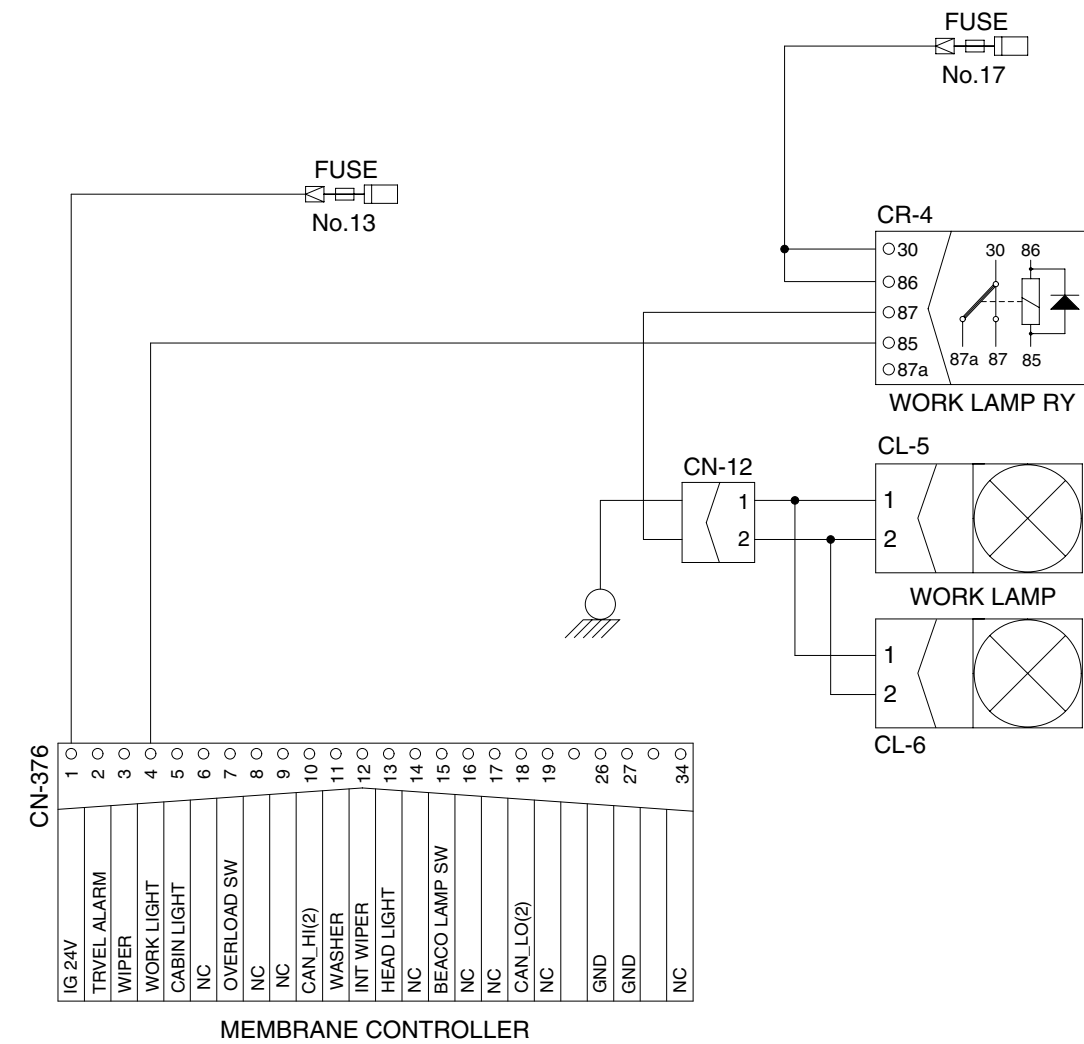 FUSE
No.17
FUSE
No.13
CR-4
30
86
87
85
87a
30 86
87a 87 85
WORK LAMP RY
CL-5
1
2
CN-12
1
2
WORK LAMP
1
2
CL-6
CN-376
1 2 3 4 5 6 7 8 9 10 11 12 13 14 15 16 17 18 19 26 27 34
IG 24V
TRVEL ALARM
WIPER
WORK LIGHT
CABIN LIGHT
NC
OVERLOAD SW
NC
NC
CAN_HI(2)
WASHER
INT WIPER
HEAD LIGHT
NC
BEACO LAMP SW
NC
NC
CAN_LO(2)
NC
GND
GND
NC
MEMBRANE CONTROLLER